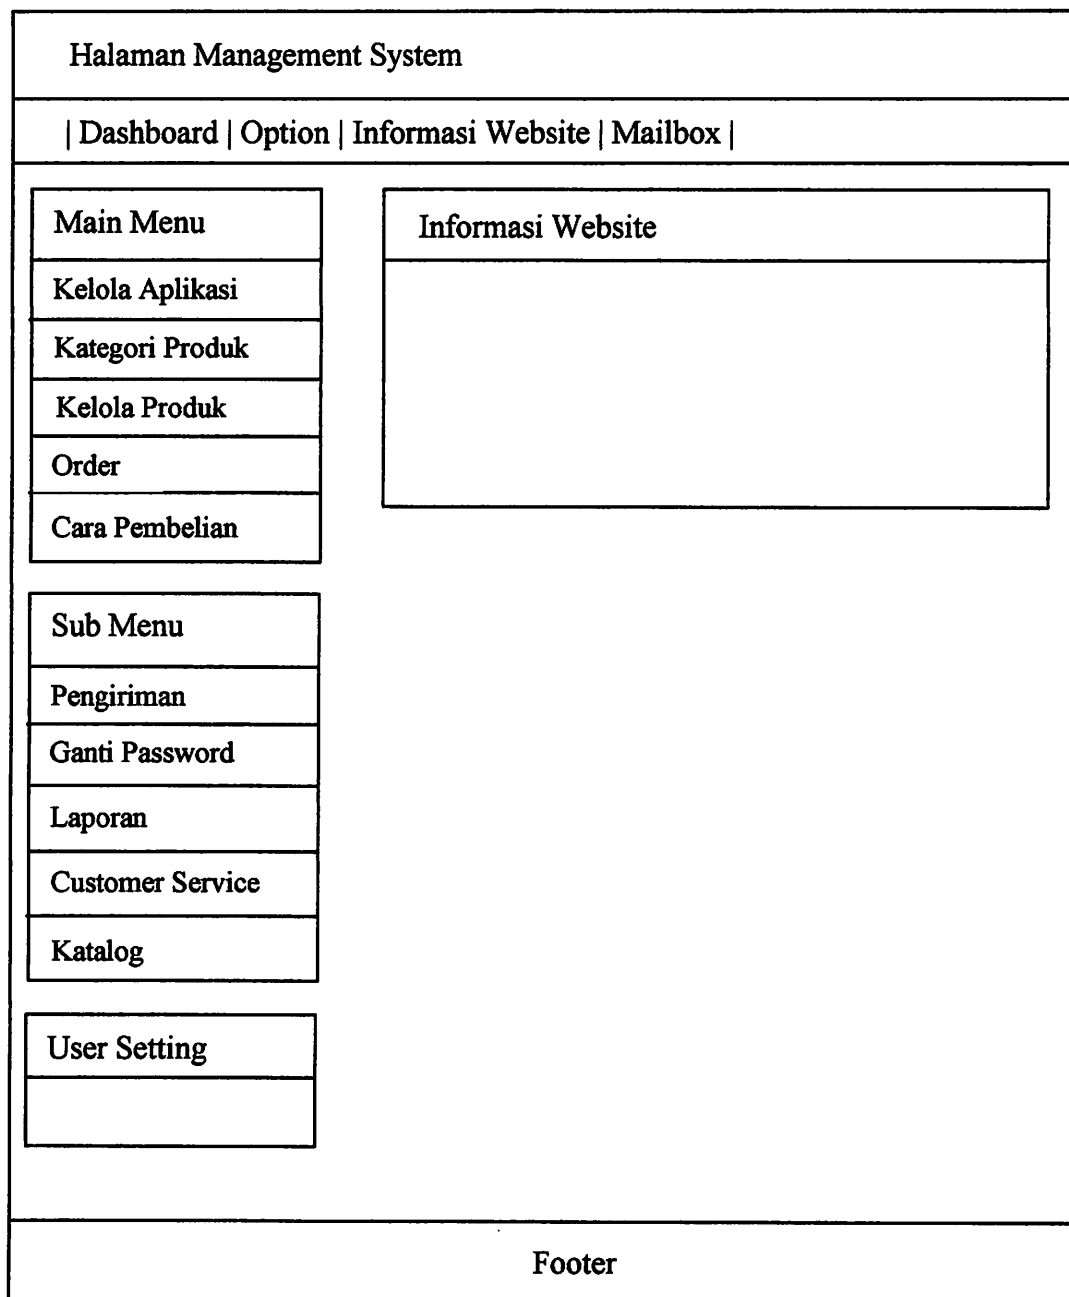 Halaman Management System
| Dashboard | Option | Informasi Website | Mailbox |
Main Menu
Kelola Aplikasi
Kategori Produk
Kelola Produk
Order
Cara Pembelian
Informasi Website
Sub Menu
Pengiriman
Ganti Password
Laporan
Customer Service
Katalog
User Setting
Footer